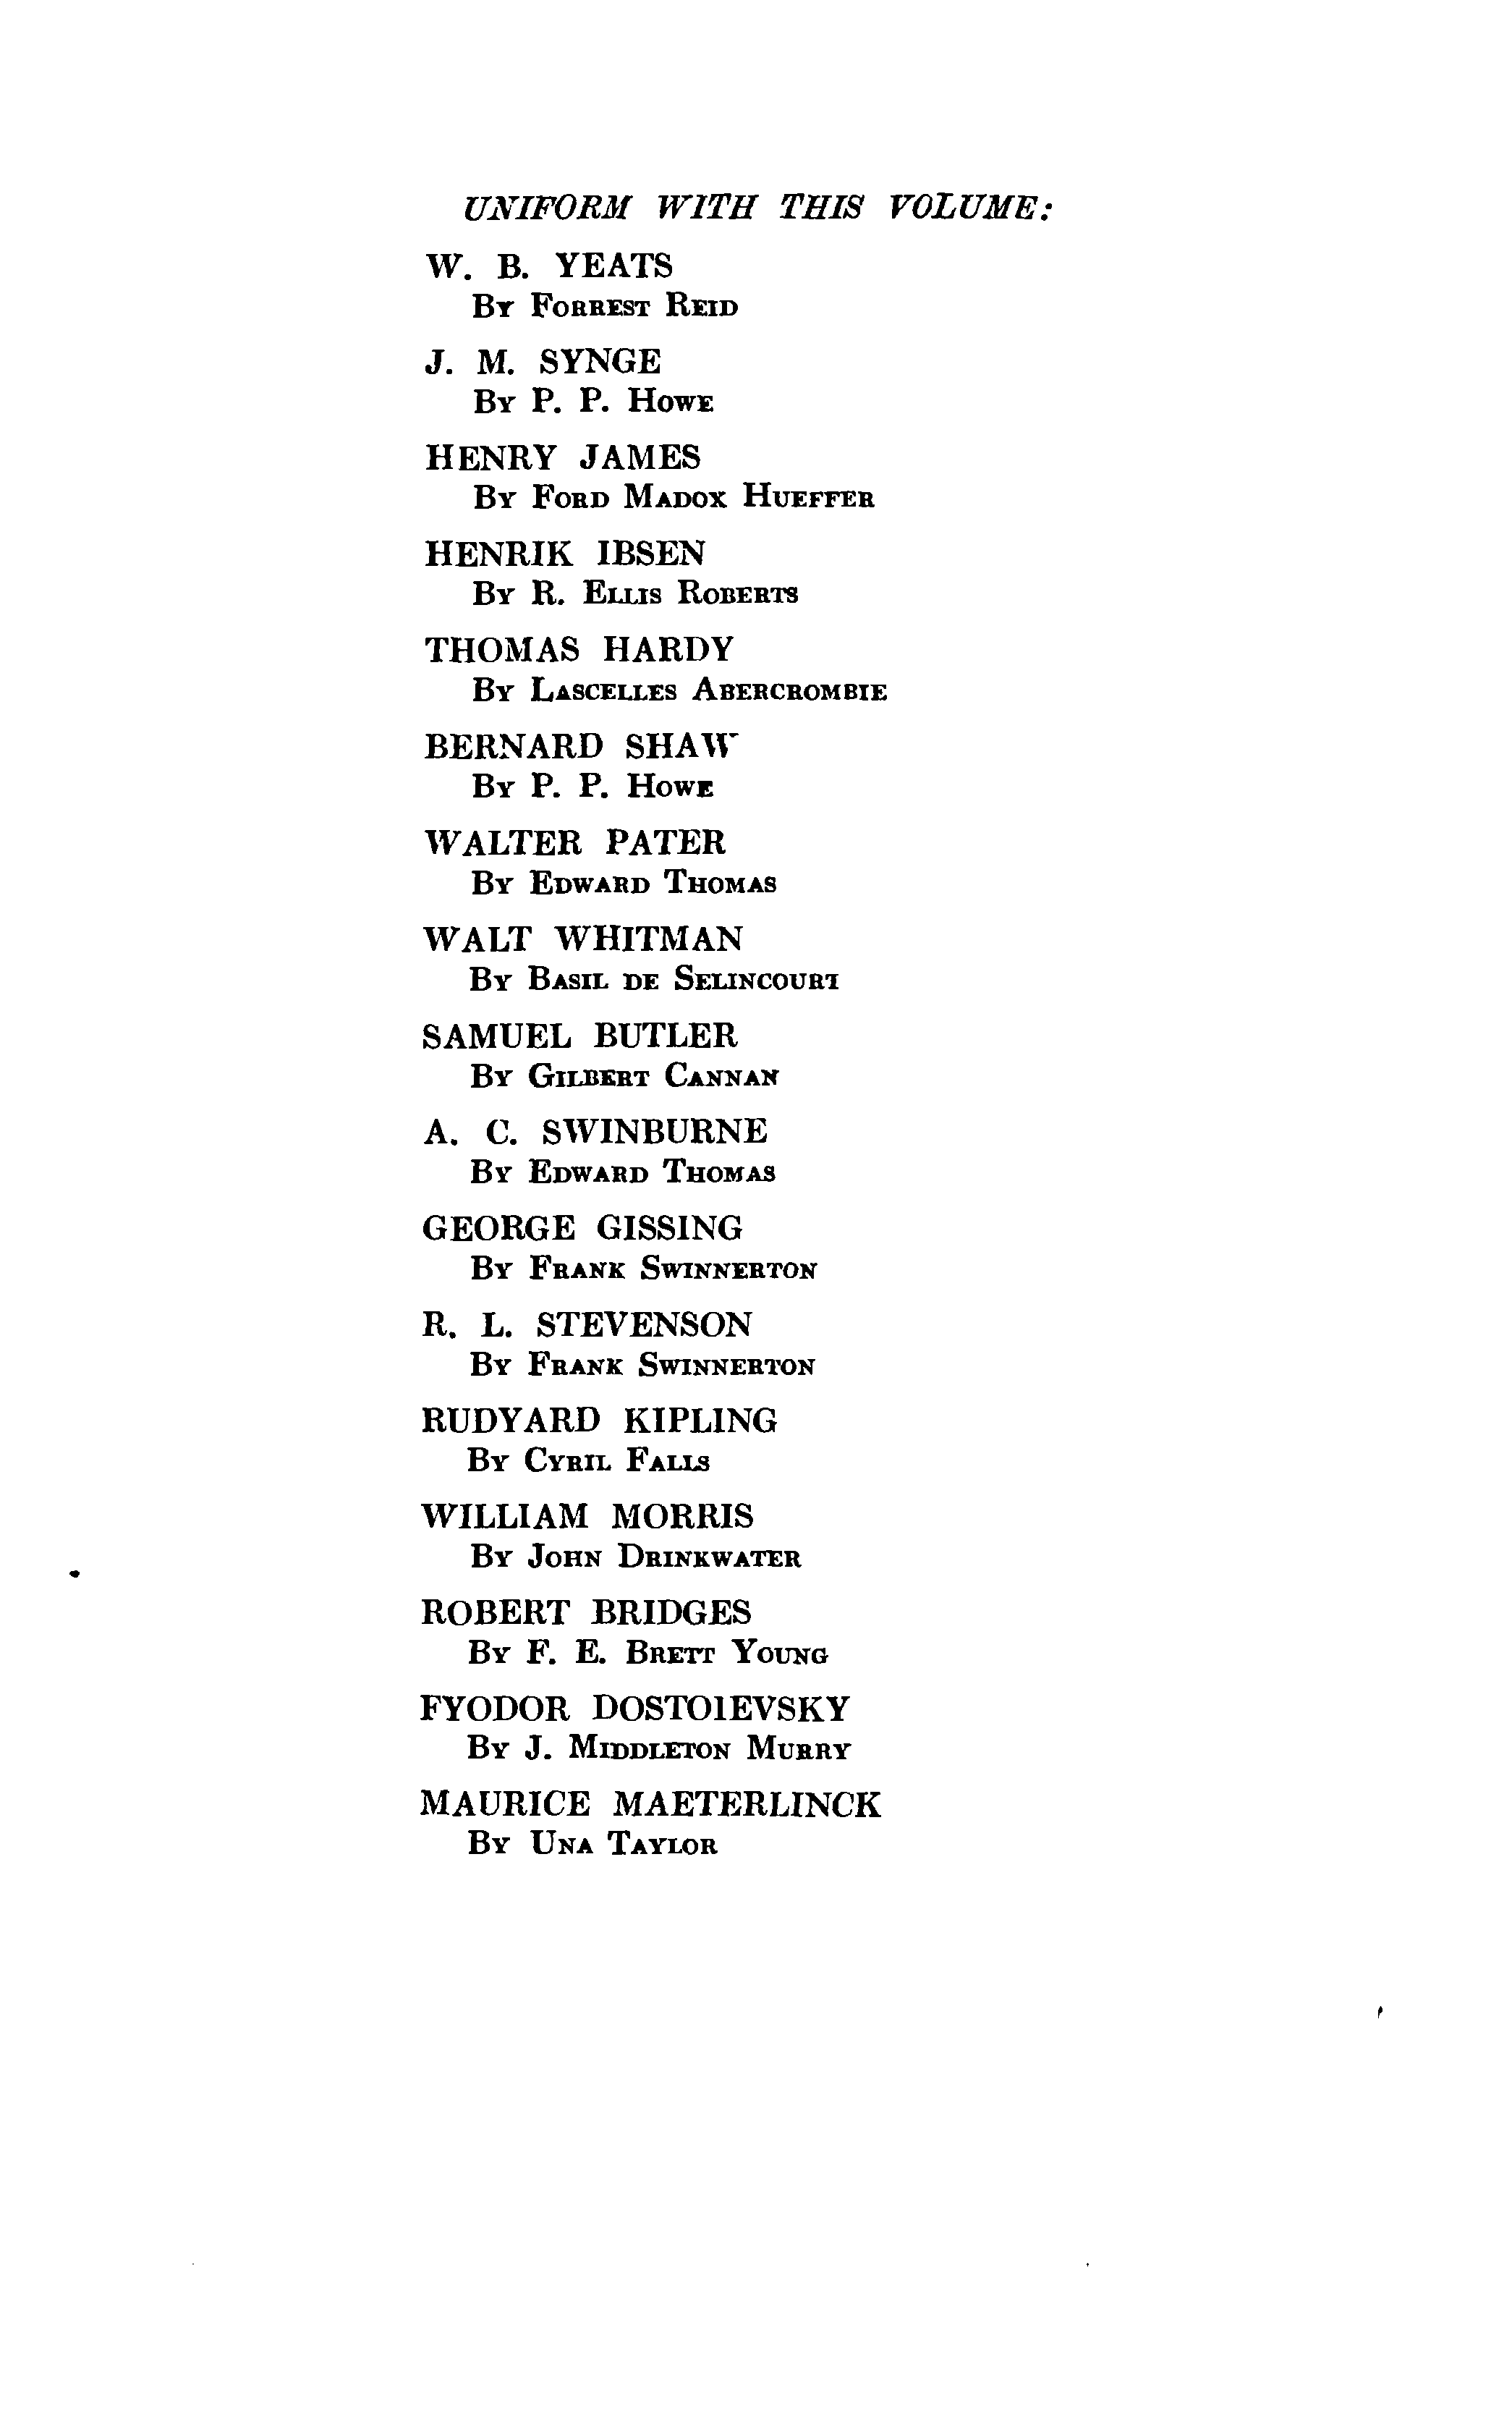 UNIFORM WITH THIS VOLUME:
W. B. YEATS
By Forrest Reid
J. M. SYNGE
By P. P. Howe
HENRY JAMES
By Ford Madox Hueffer
HENRIK IBSEN
By R. Ellis Roberts
THOMAS HARDY
By Lascelles Abercrombie
BERNARD SHAW
By P. P. Howe
WALTER PATER
By Edward Thomas
WALT WHITMAN
By Basil de Selincourt
SAMUEL BUTLER
By Gilbert Cannan
A. C. SWINBURNE
By Edward Thomas
GEORGE GISSING
By Frank Swinnerton
R. L. STEVENSON
By Frank Swinnerton
RUDYARD KIPLING
By Cyril Falls
WILLIAM MORRIS
By John Drinkwater
ROBERT BRIDGES
By F. E. Brett Young
FYODOR DOSTOIEVSKY
By J. Middleton Murry
MAURICE MAETERLINCK
By Una Taylor